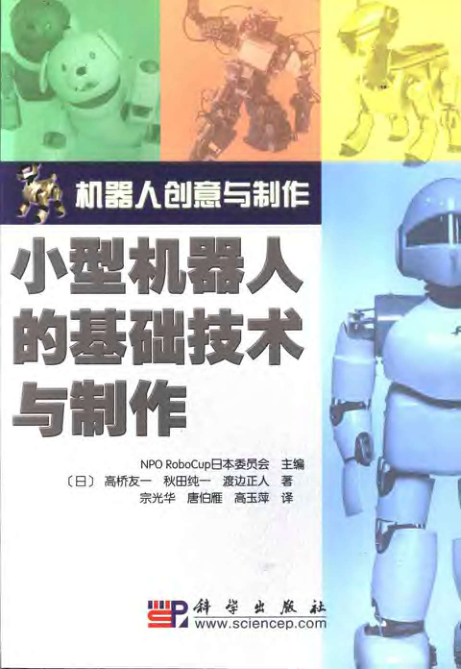 机器人创意与制作
小型机器人
的基础技术
与制作
NPO RoboCup日本委员会 主编
〔日〕 高桥友一 秋田纯一 渡边正人 著
宗光华 唐伯雁 高玉萍 译
科学出版社
www.sciencep.com